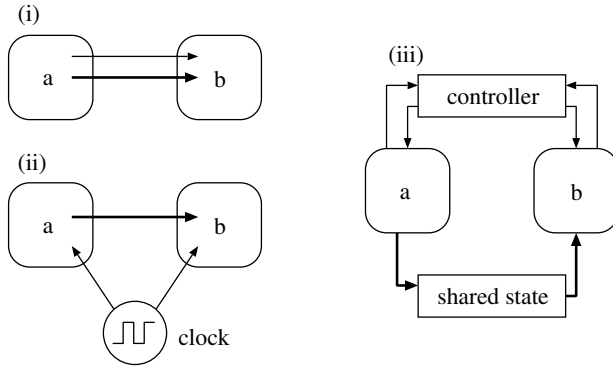 (i)
a
b
(ii)
a
b
clock
(iii)
controller
a
b
shared state